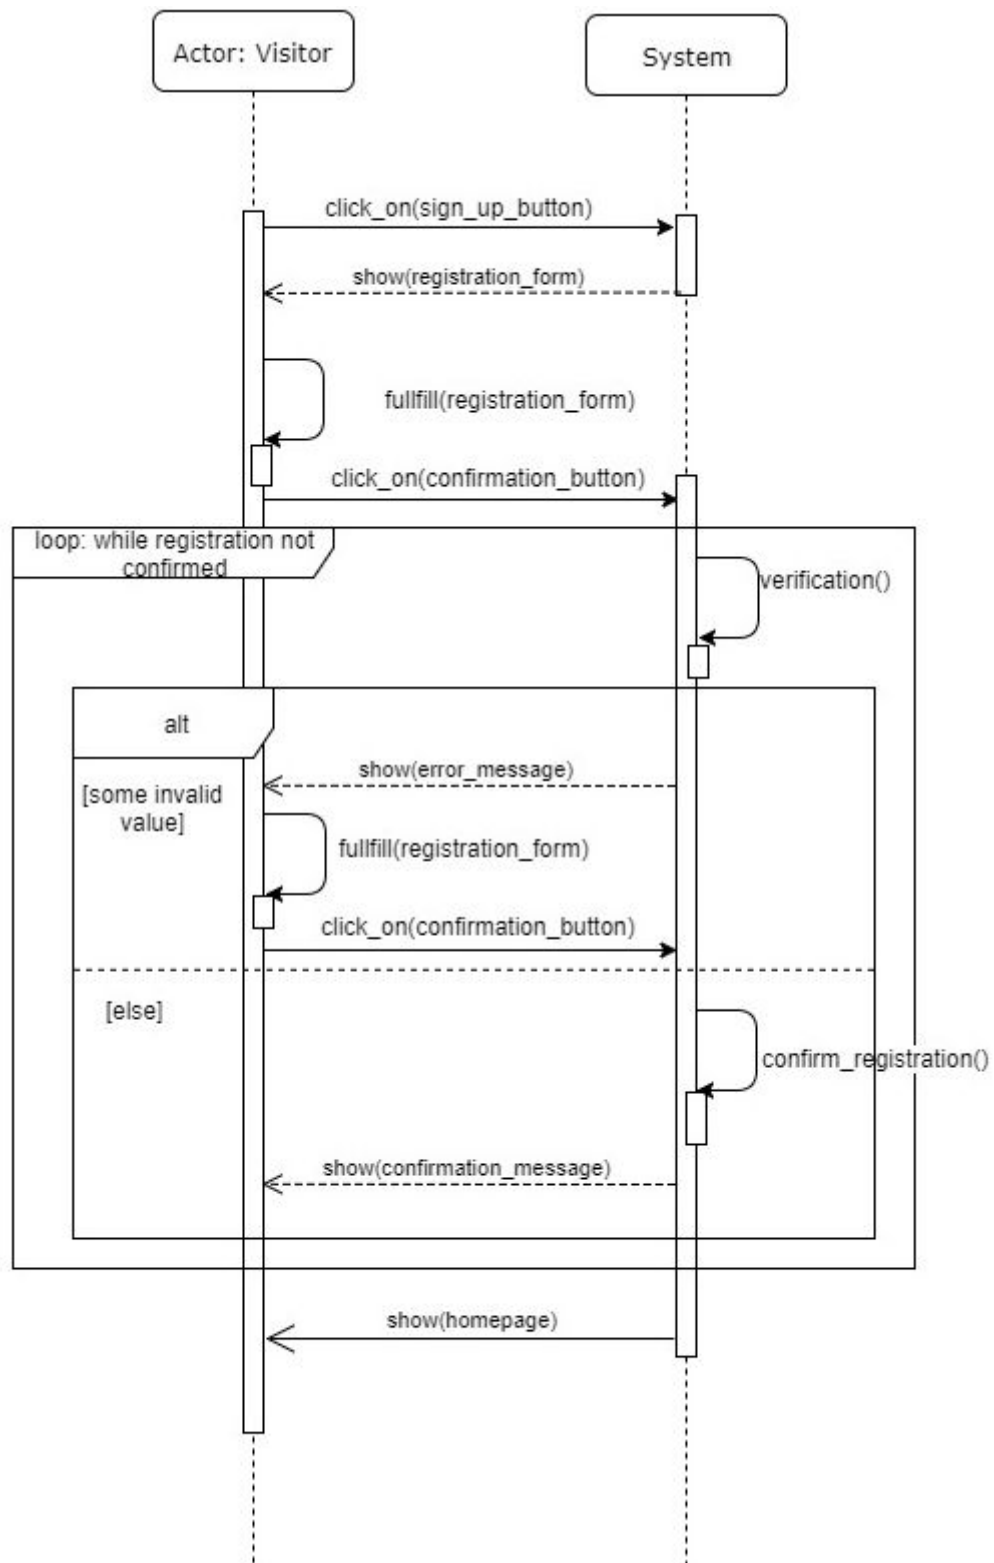 Actor: Visitor
System
click_on(sign_up_button)
show(registration_form)
fullfill(registration_form)
click_on(confirmation_button)
loop: while registration not
confirmed
verification()
alt
show(error_message)
[some invalid
value]
fullfill(registration_form)
click_on(confirmation_button)
[else]
confirm_registration()
show(confirmation_message)
show(homepage)